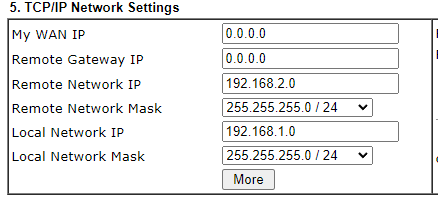 5. TCP/IP Network Settings
My WAN IP 0.0.0.0
Remote Gateway IP 0.0.0.0
Remote Network IP 192.168.2.0
Remote Network Mask 255.255.255.0 / 24
Local Network IP 192.168.1.0
Local Network Mask 255.255.255.0 / 24
More